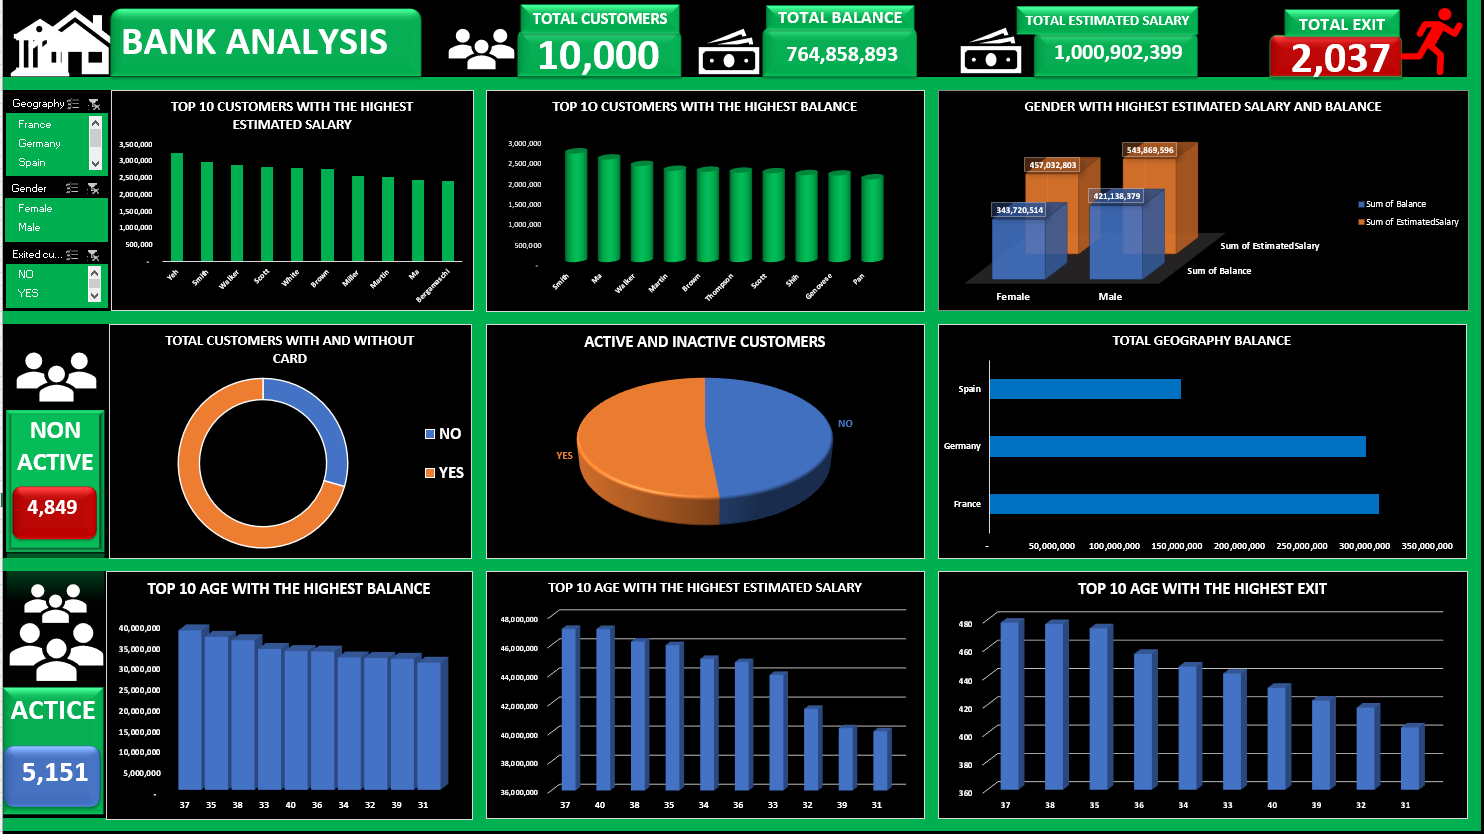 BANK ANALYSIS
TOTAL CUSTOMERS
10,000
TOTAL BALANCE
764,858,893
TOTAL ESTIMATED SALARY
1,000,902,399
TOTAL EXIT
2,037
Geography
France
Germany
Spain
Gender
Female
Male
Exited cu...
NO
YES
TOP 10 CUSTOMERS WITH THE HIGHEST
ESTIMATED SALARY
3,500,000
3,000,000
2,500,000
2,000,000
1,500,000
1,000,000
500,000
-
Yeh
Smith
Walker
Scott
White
Brown
Miller
Martin
Ma
Bergamaschi
TOP 1O CUSTOMERS WITH THE HIGHEST BALANCE
3,000,000
2,500,000
2,000,000
1,500,000
1,000,000
500,000
-
Smith
Ma
Walker
Martin
Brown
Thompson
Scott
Shih
Genovese
Pan
GENDER WITH HIGHEST ESTIMATED SALARY AND BALANCE
543,869,596
457,032,803
421,138,379
343,720,514
Sum of Balance
Sum of EstimatedSalary
Sum of EstimatedSalary
Sum of Balance
Female Male
NON
ACTIVE
4,849
TOTAL CUSTOMERS WITH AND WITHOUT
CARD
NO
YES
ACTIVE AND INACTIVE CUSTOMERS
NO
YES
TOTAL GEOGRAPHY BALANCE
Spain
Germany
France
- 50,000,000 100,000,000 150,000,000 200,000,000 250,000,000 300,000,000 350,000,000
ACTICE
5,151
TOP 10 AGE WITH THE HIGHEST BALANCE
40,000,000
35,000,000
30,000,000
25,000,000
20,000,000
15,000,000
10,000,000
5,000,000
-
37 35 38 33 40 36 34 32 39 31
TOP 10 AGE WITH THE HIGHEST ESTIMATED SALARY
48,000,000
46,000,000
44,000,000
42,000,000
40,000,000
38,000,000
36,000,000
37 40 38 35 34 36 33 32 39 31
TOP 10 AGE WITH THE HIGHEST EXIT
480
460
440
420
400
380
360
37 38 35 36 34 33 40 39 32 31